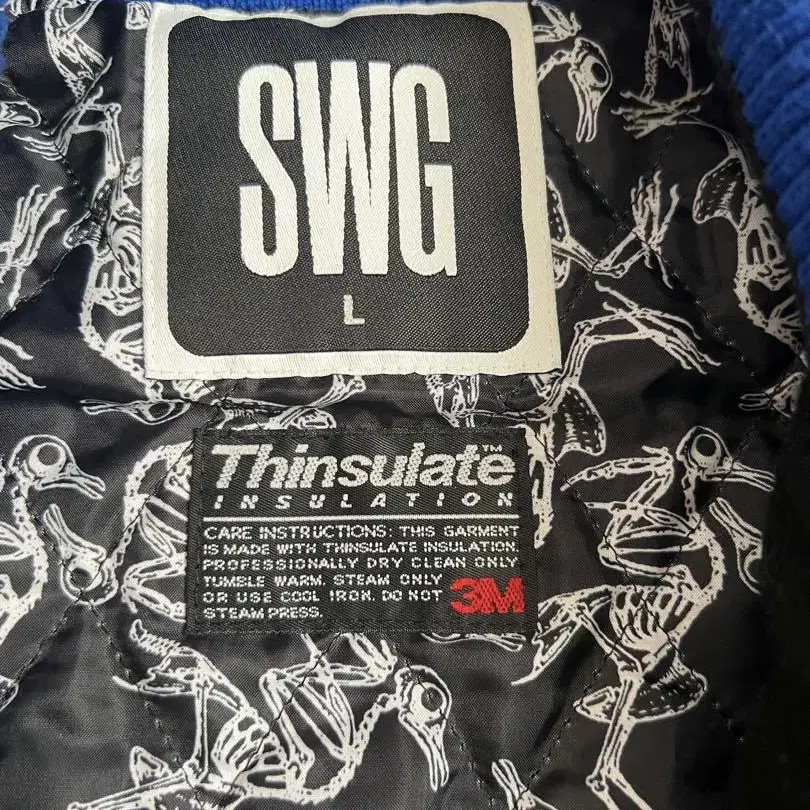 SWG
L
Thinsulate™
INSULATION
CARE INSTRUCTIONS: THIS GARMENT
IS MADE WITH THINSULATE INSULATION.
PROFESSIONALLY DRY CLEAN ONLY
TUMBLE WARM, STEAM ONLY
OR USE COOL IRON. DO NOT
STEAM PRESS.
3M